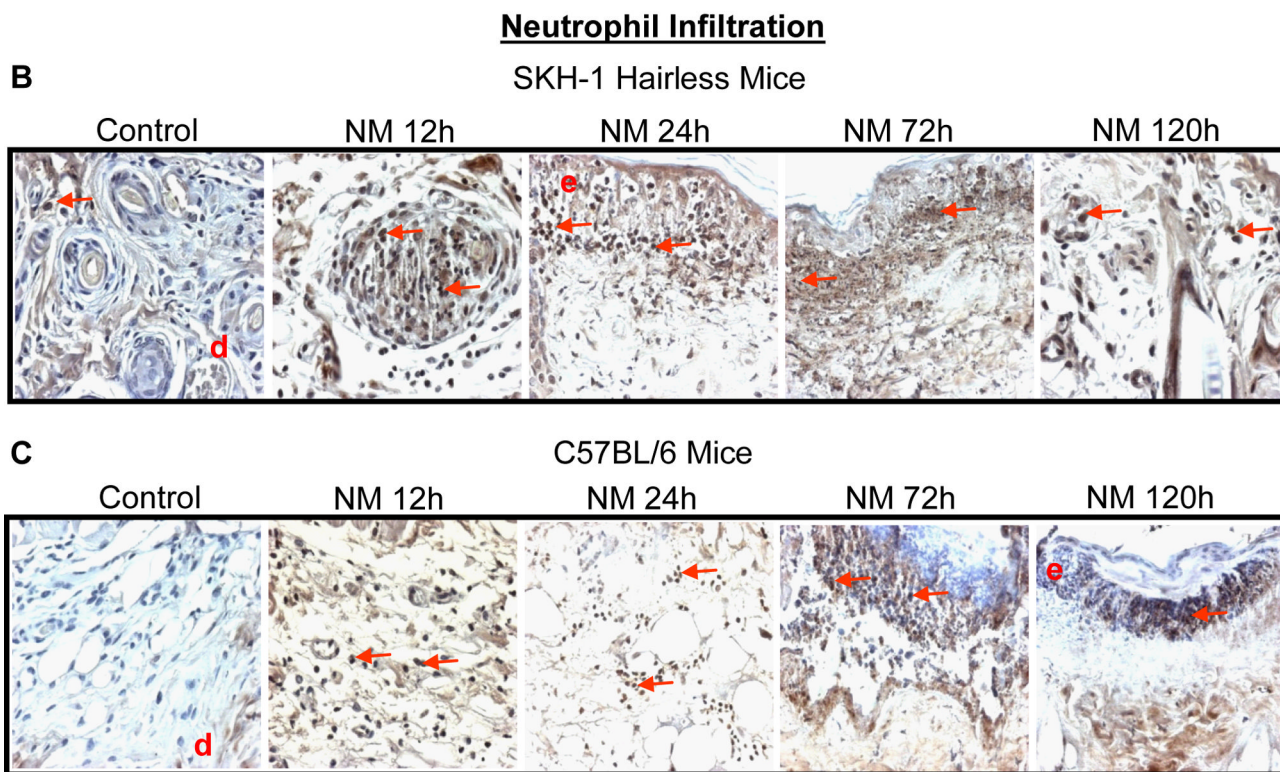 Neutrophil Infiltration
B
SKH-1 Hairless Mice
Control NM 12h NM 24h NM 72h NM 120h
e
d
C
C57BL/6 Mice
Control NM 12h NM 24h NM 72h NM 120h
e
d